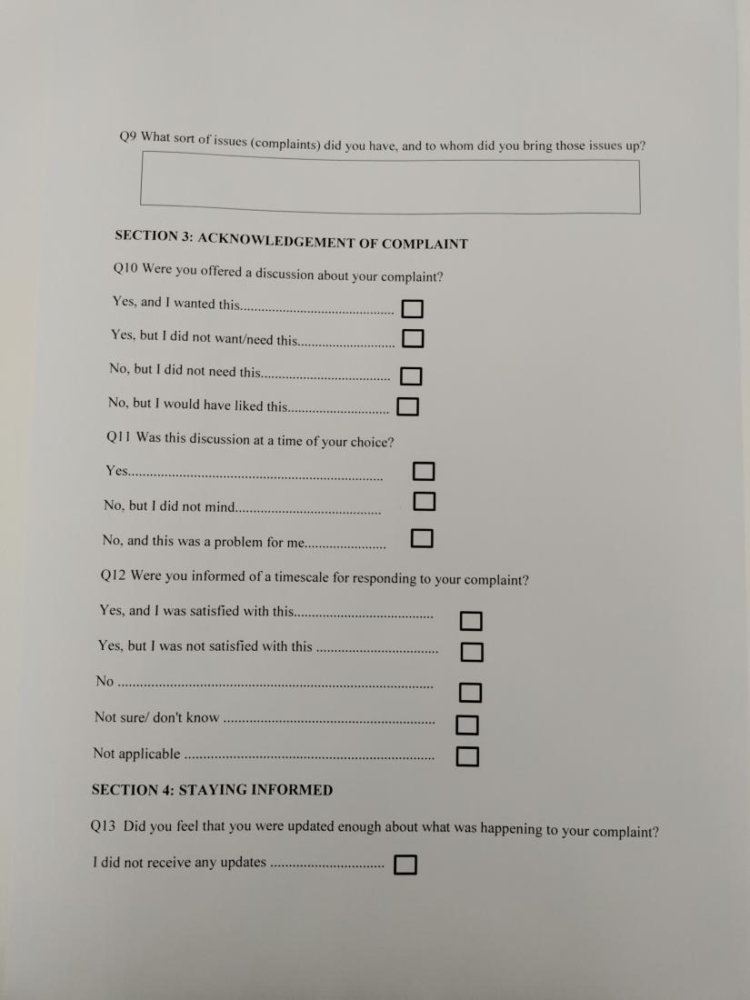 Q9 What sort of issues (complaints) did you have, and to whom did you bring those issues up?
SECTION 3: ACKNOWLEDGEMENT OF COMPLAINT
Q10 Were you offered a discussion about your complaint?
Yes, and I wanted this..........................................
Yes, but I did not want/need this..........................
No, but I did not need this...................................
No, but I would have liked this...........................
Q11 Was this discussion at a time of your choice?
Yes....................................................................
No, but I did not mind.......................................
No, and this was a problem for me......................
Q12 Were you informed of a timescale for responding to your complaint?
Yes, and I was satisfied with this.....................................
Yes, but I was not satisfied with this ................................
No ...................................................................................
Not sure/ don't know ........................................................
Not applicable ..................................................................
SECTION 4: STAYING INFORMED
Q13 Did you feel that you were updated enough about what was happening to your complaint?
I did not receive any updates ..............................